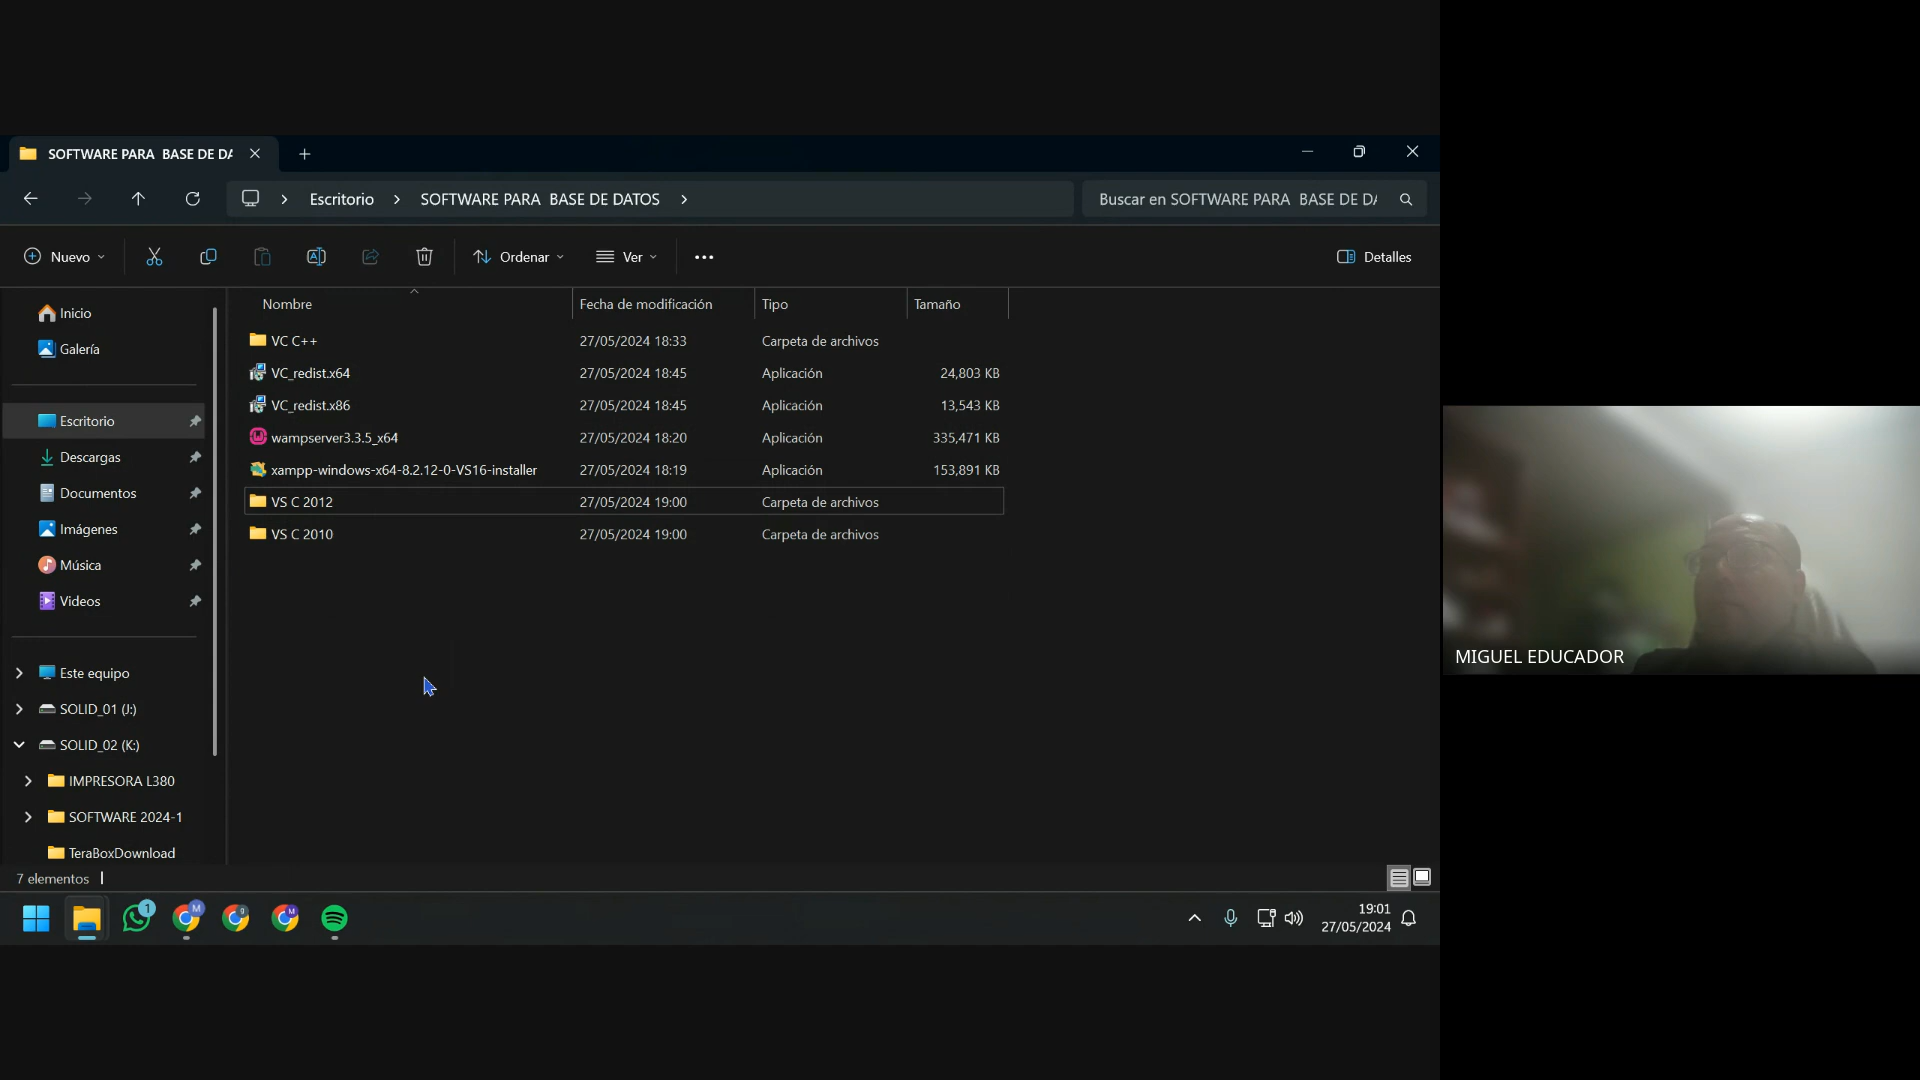 SOFTWARE PARA  BASE DE DA
Escritorio
SOFTWARE PARA  BASE DE DATOS
Buscar en SOFTWARE PARA  BASE DE DA
Nuevo
Ordenar
Ver
Detalles
Nombre
Fecha de modificación
Tipo
Tamaño
VC C++ 27/05/2024 18:33 Carpeta de archivos
VC_redist.x64 27/05/2024 18:45 Aplicación 24,803 KB
VC_redist.x86 27/05/2024 18:45 Aplicación 13,543 KB
wampserver3.3.5_x64 27/05/2024 18:20 Aplicación 335,471 KB
xampp-windows-x64-8.2.12-0-VS16-installer 27/05/2024 18:19 Aplicación 153,891 KB
VS C 2012 27/05/2024 19:00 Carpeta de archivos
VS C 2010 27/05/2024 19:00 Carpeta de archivos
Inicio
Galería
Escritorio
Descargas
Documentos
Imágenes
Música
Videos
Este equipo
SOLID_01 (J:)
SOLID_02 (K:)
IMPRESORA L380
SOFTWARE 2024-1
TeraBoxDownload
7 elementos
1
M
g
M
19:01
27/05/2024
MIGUEL EDUCADOR